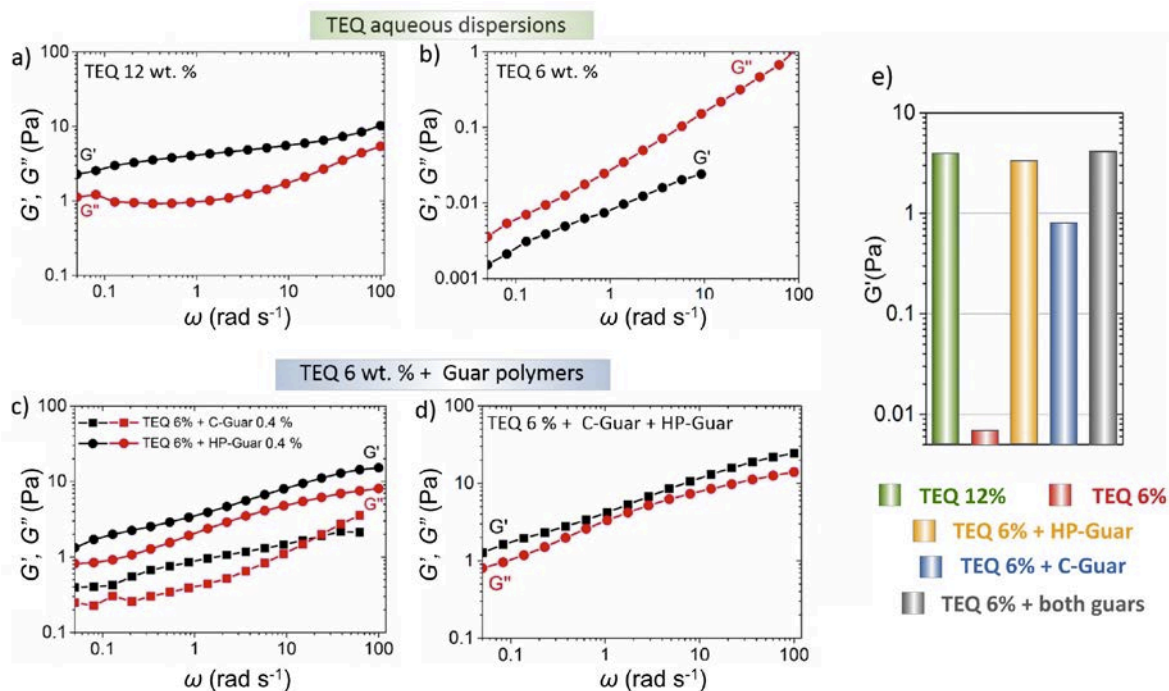 TEQ aqueous dispersions
a)
TEQ 12 wt. %
G'
G"
G', G" (Pa)
100
10
1
0.1
0.1
1
10
100
ω (rad s⁻¹)
b)
TEQ 6 wt. %
G"
G'
G', G" (Pa)
1
0.1
0.01
0.001
0.1
1
10
100
ω (rad s⁻¹)
TEQ 6 wt. % + Guar polymers
c)
TEQ 6% + C-Guar 0.4 %
TEQ 6% + HP-Guar 0.4 %
G'
G"
G', G" (Pa)
100
10
1
0.1
0.1
1
10
100
ω (rad s⁻¹)
d)
TEQ 6 % + C-Guar + HP-Guar
G'
G"
G', G" (Pa)
100
10
1
0.1
0.1
1
10
100
ω (rad s⁻¹)
e)
G'(Pa)
10
1
0.1
0.01
TEQ 12%
TEQ 6%
TEQ 6% + HP-Guar
TEQ 6% + C-Guar
TEQ 6% + both guars